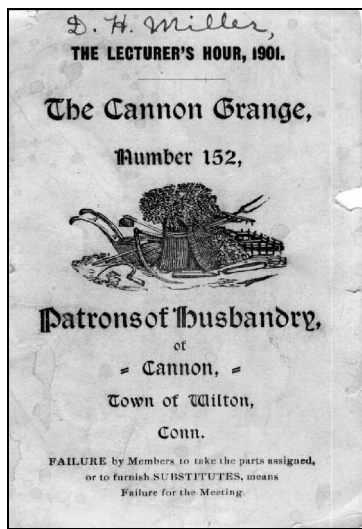 D. H. Miller,
THE LECTURER'S HOUR, 1901.
The Cannon Grange,
Number 152,
Patrons of Husbandry,
of
Cannon,
Town of Wilton,
Conn.
FAILURE by Members to take the parts assigned,
or to furnish SUBSTITUTES, means
Failure for the Meeting.